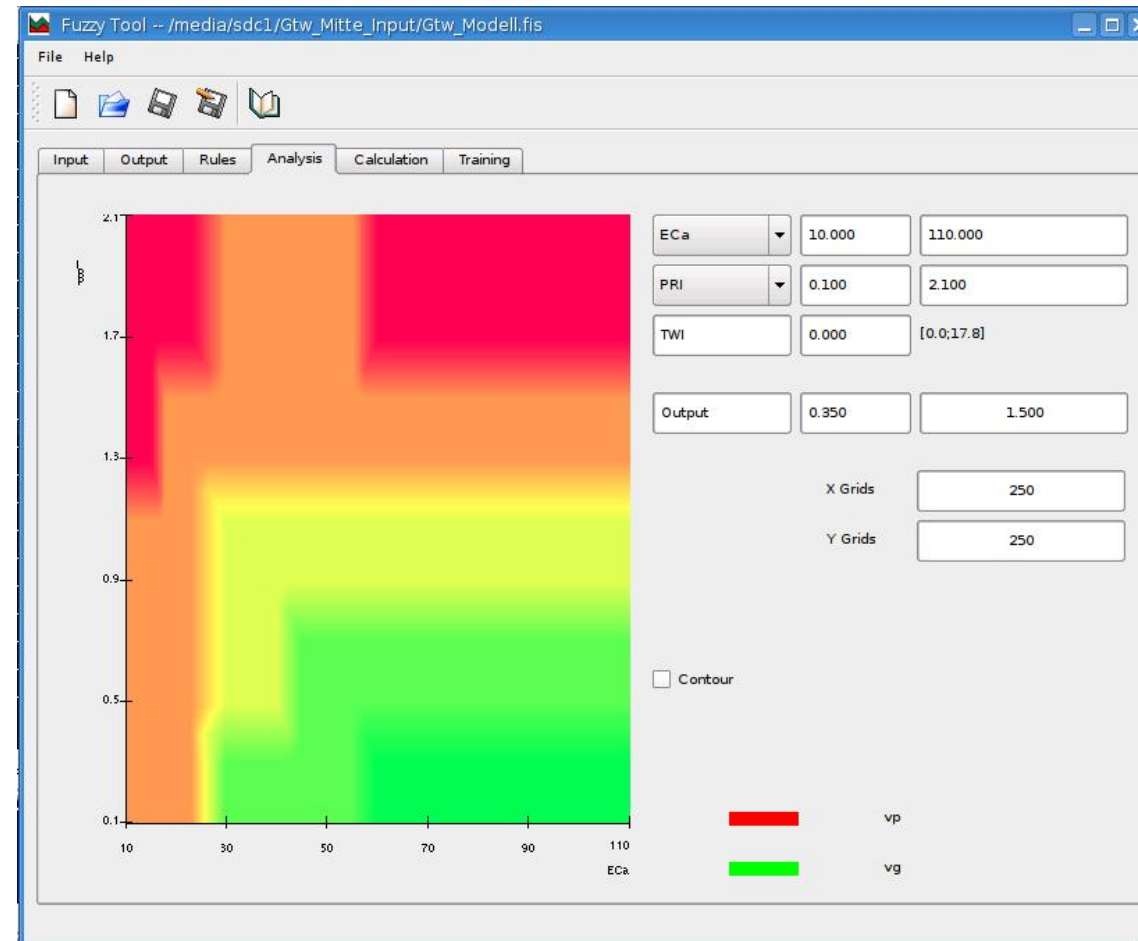 Fuzzy Tool -- /media/sdc1/Gtw_Mitte_Input/Gtw_Modell.fis
File Help
Input Output Rules Analysis Calculation Training
2.1
1.7
1.3
0.9
0.5
0.1
10 30 50 70 90 110
ECa
ECa 10.000 110.000
PRI 0.100 2.100
TWI 0.000 [0.0;17.8]
Output 0.350 1.500
X Grids 250
Y Grids 250
Contour
vp
vg